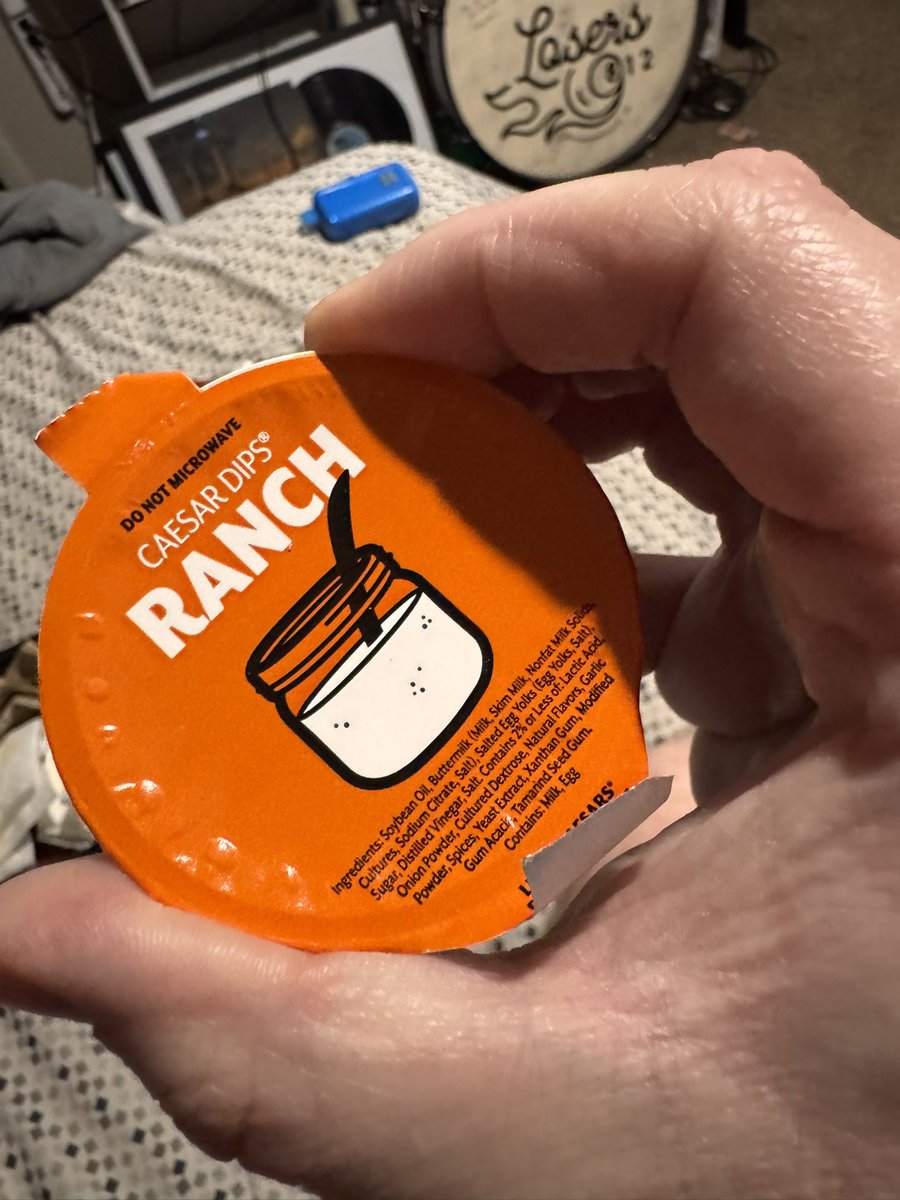 Losers
2012
DO NOT MICROWAVE
CAESAR DIPS®
RANCH
Ingredients: Soybean Oil, Buttermilk (Milk, Skim Milk, Nonfat Milk Solids,
Cultures, Sodium Citrate, Salt), Salted Egg Yolks (Egg Yolks, Salt),
Sugar, Distilled Vinegar, Salt. Contains 2% or Less of: Lactic Acid,
Onion Powder, Cultured Dextrose, Natural Flavors, Garlic
Powder, Spices, Yeast Extract, Xanthan Gum, Modified
Gum Acacia, Tamarind Seed Gum.
Contains: Milk, Egg